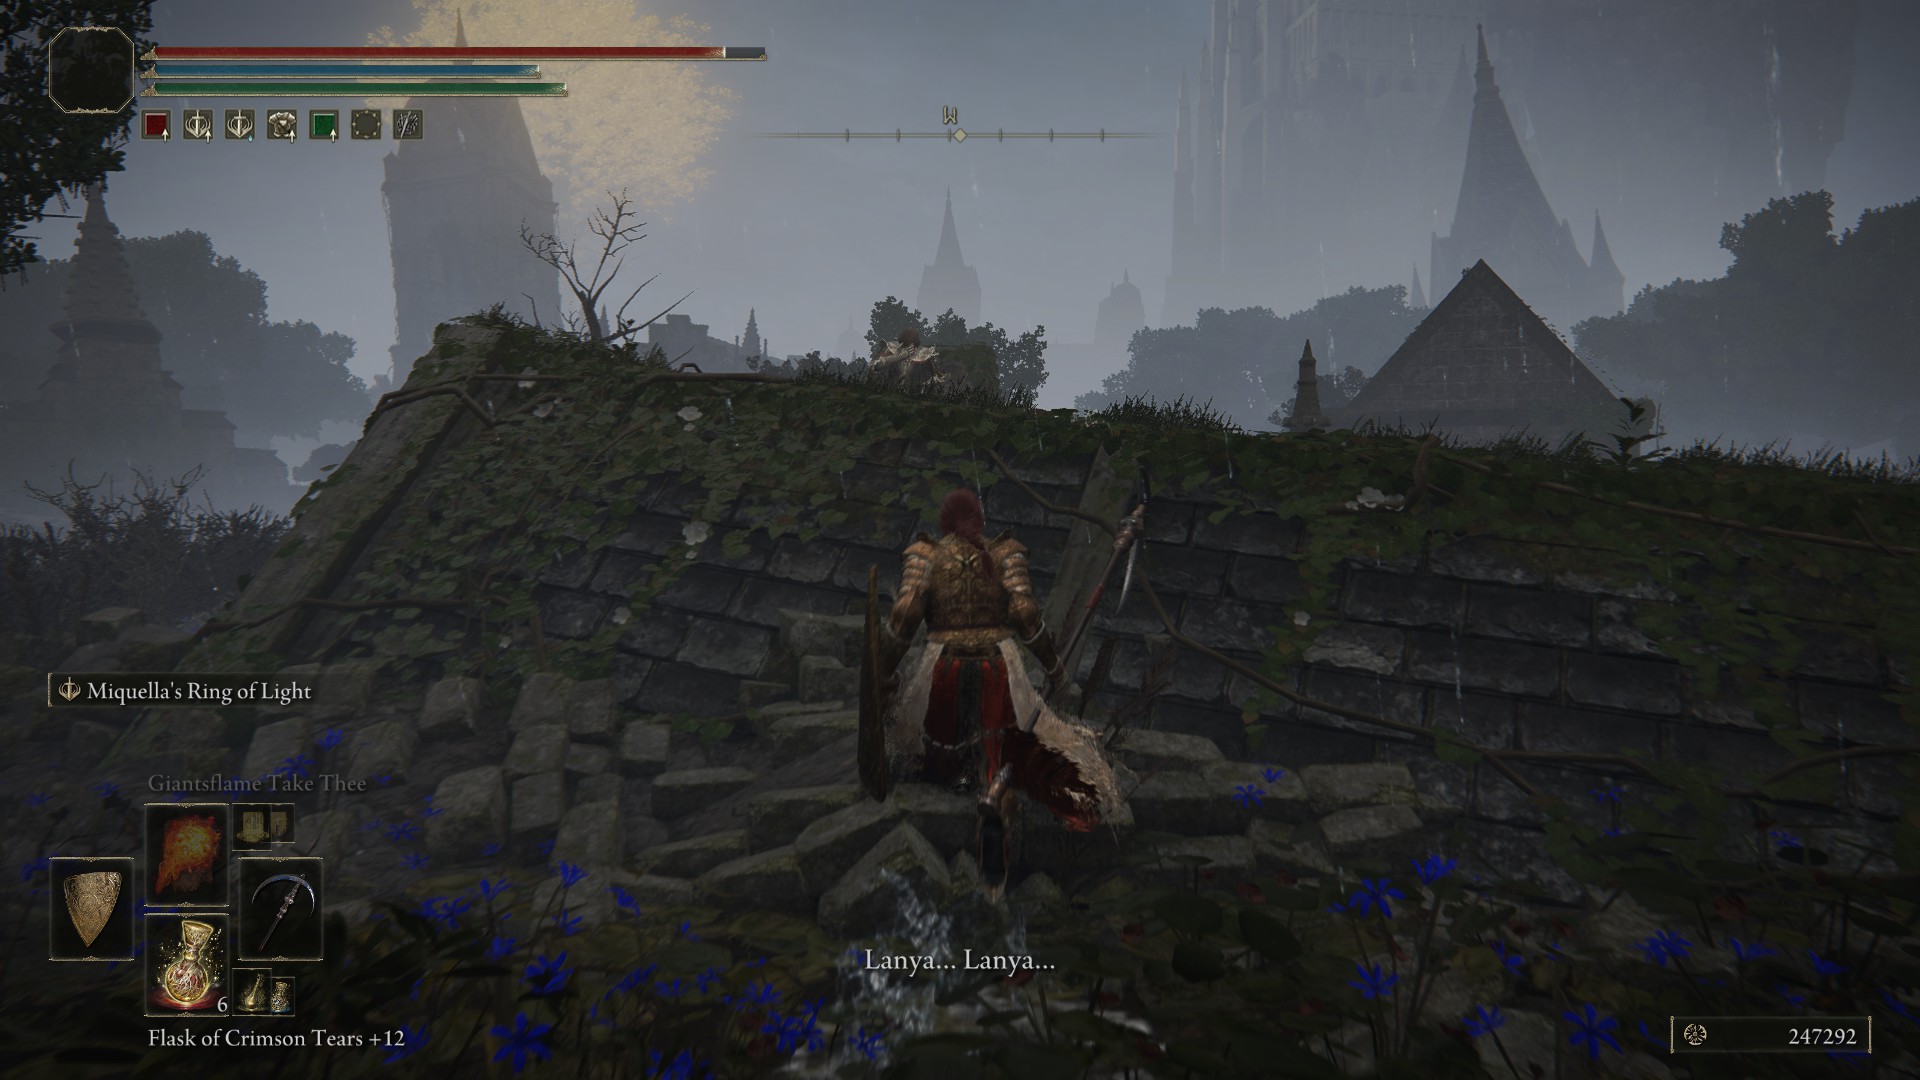 W
Miquella's Ring of Light
Giantsflame Take Thee
6
Flask of Crimson Tears +12
Lanya... Lanya...
247292